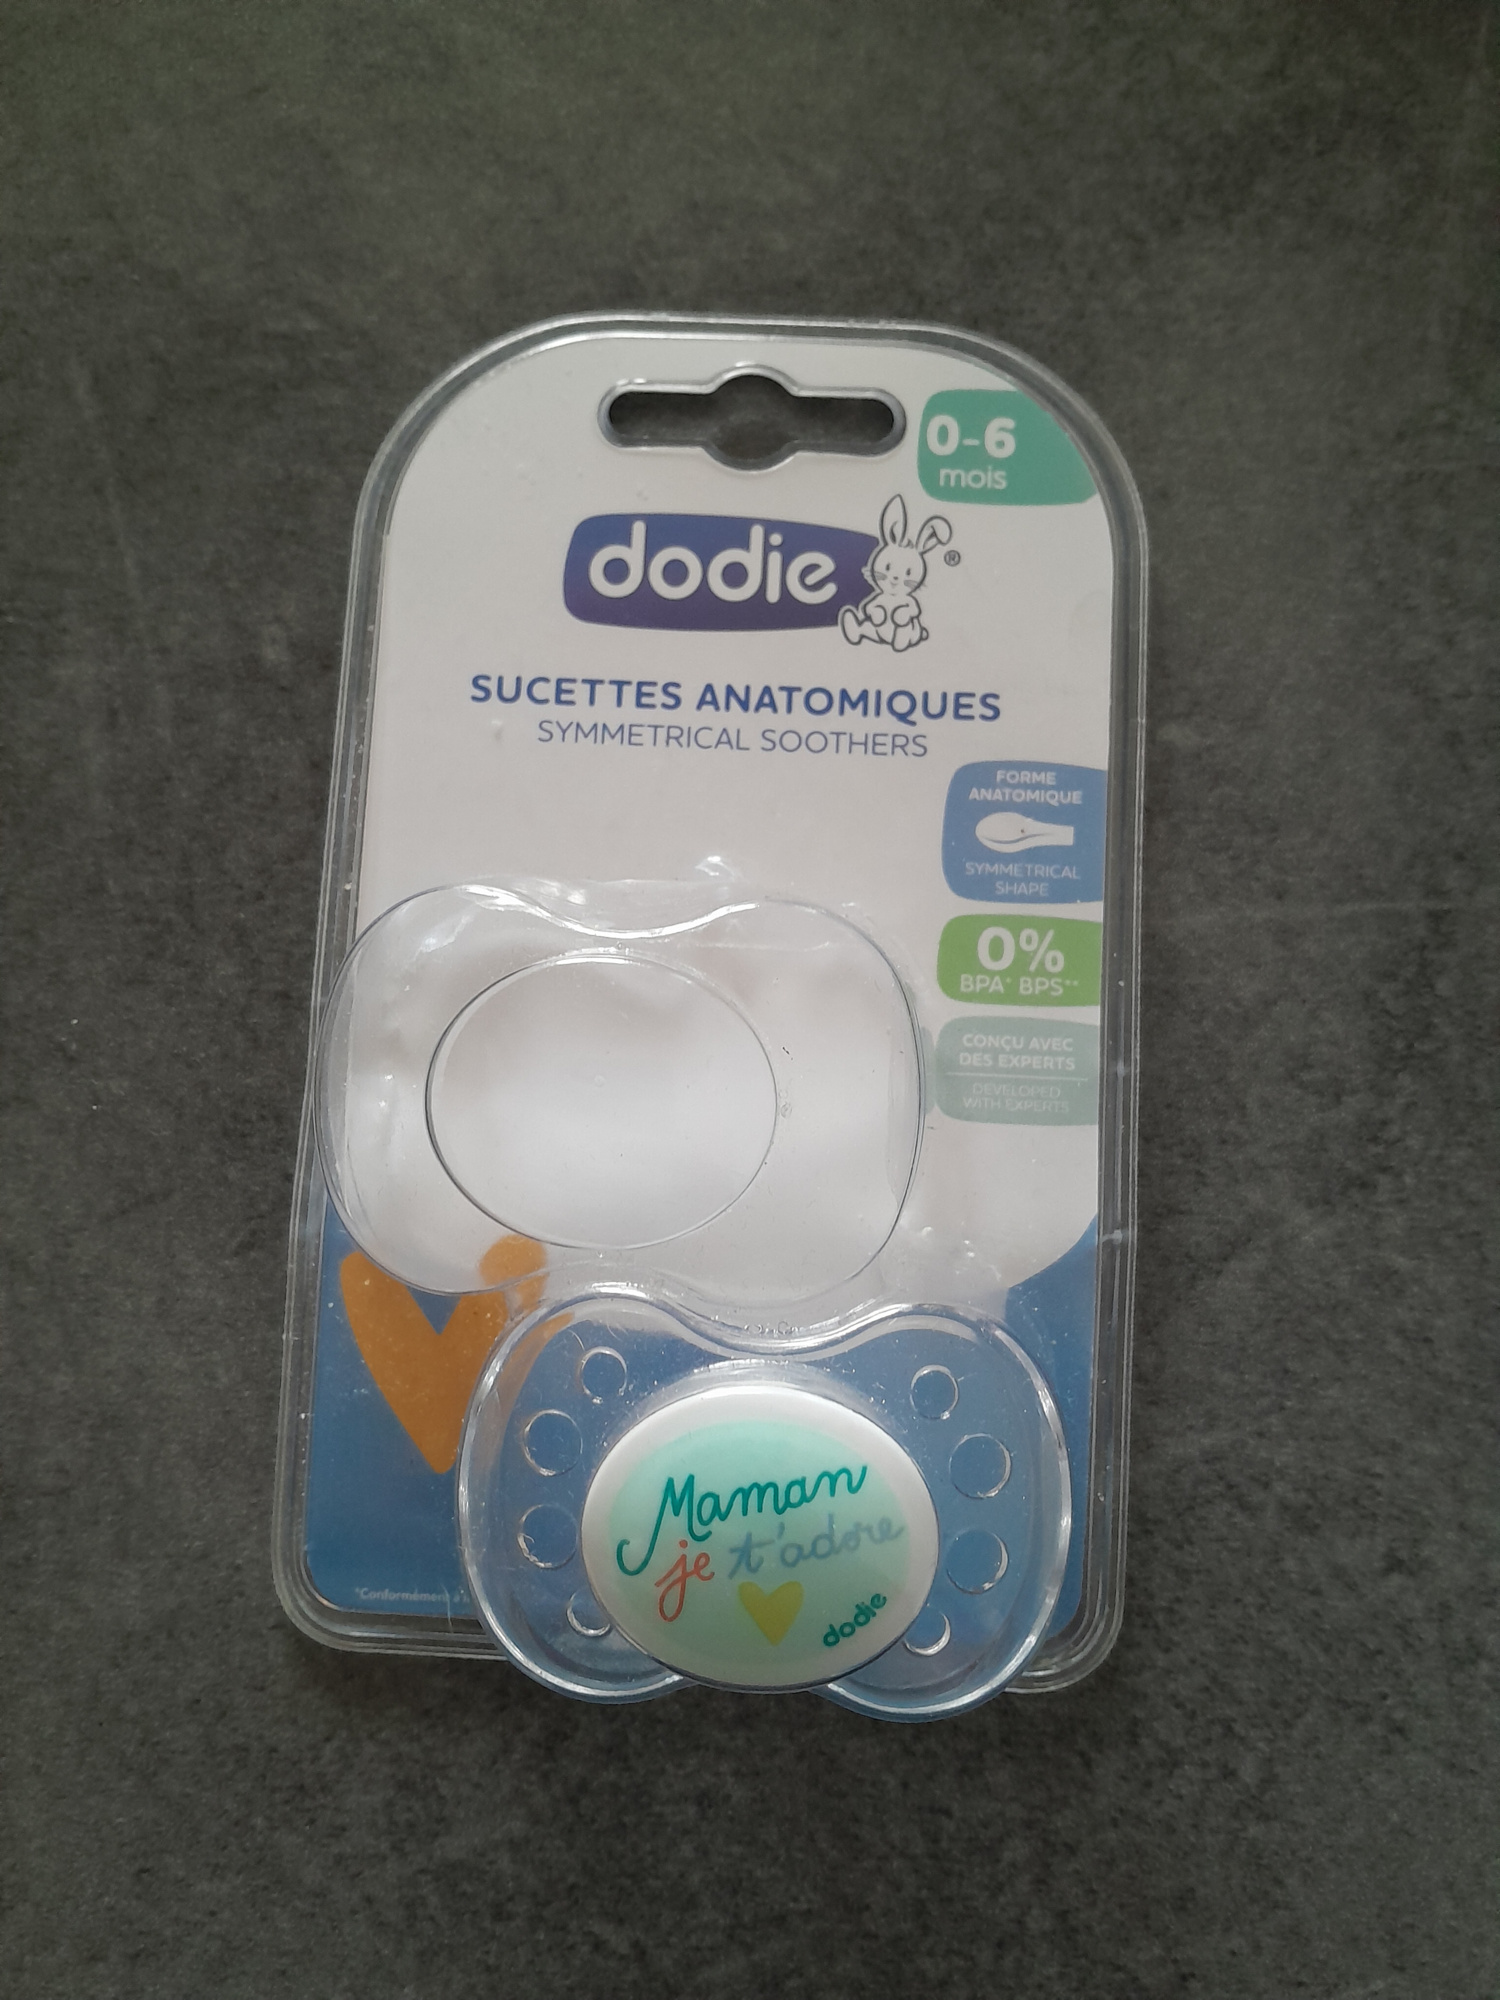 0-6
mois
dodie®
SUCETTES ANATOMIQUES
SYMMETRICAL SOOTHERS
FORME
ANATOMIQUE
SYMMETRICAL
SHAPE
0%
BPA* BPS**
CONÇU AVEC
DES EXPERTS
DEVELOPED
WITH EXPERTS
Maman
je t'adore
dodie
*Conformément à